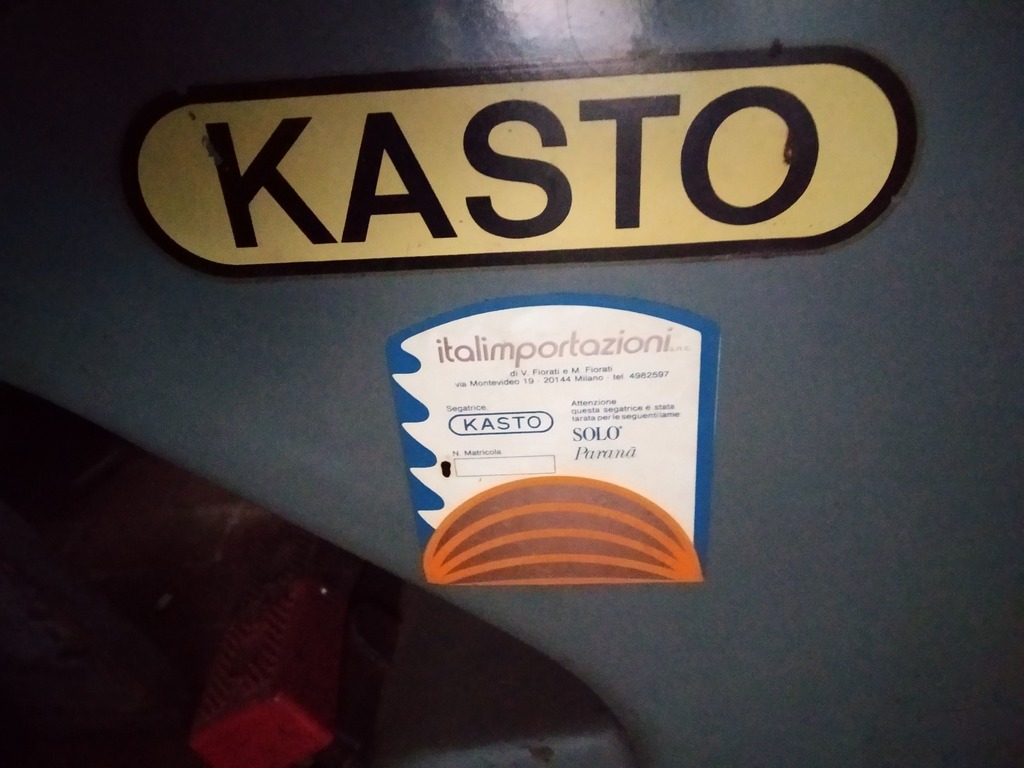 KASTO
italimportazioni s.n.c.
di V. Fiorati e M. Fiorati
via Montevideo 19 - 20144 Milano - tel. 4982597
Segatrice
KASTO
N. Matricola
Attenzione
questa segatrice è stata
tarata per le seguenti lame
SOLO
Paranà